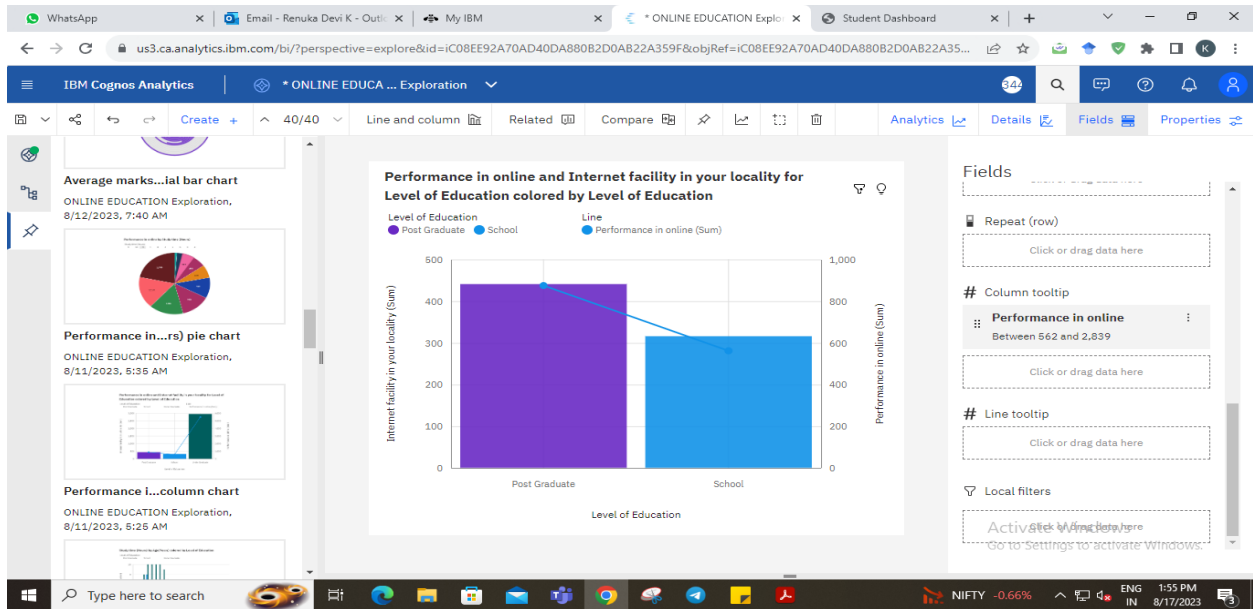 WhatsApp
Email - Renuka Devi K - Outlo
My IBM
* ONLINE EDUCATION Explor
Student Dashboard
us3.ca.analytics.ibm.com/bi/?perspective=explore&id=iC08EE92A70AD40DA880B2D0AB22A359F&objRef=iC08EE92A70AD40DA880B2D0AB22A35...
K
IBM Cognos Analytics
* ONLINE EDUCA ... Exploration
344
Create +
40/40
Line and column
Related
Compare
Analytics
Details
Fields
Properties
Average marks...ial bar chart
ONLINE EDUCATION Exploration,
8/12/2023, 7:40 AM
Performance in...rs) pie chart
ONLINE EDUCATION Exploration,
8/11/2023, 5:35 AM
Performance i...column chart
ONLINE EDUCATION Exploration,
8/11/2023, 5:25 AM
Performance in online and Internet facility in your locality for
Level of Education colored by Level of Education
Level of Education
Line
Post Graduate
School
Performance in online (Sum)
Internet facility in your locality (Sum)
500
400
300
200
100
0
1,000
800
600
400
200
0
Performance in online (Sum)
Post Graduate
School
Level of Education
Fields
Repeat (row)
Click or drag data here
# Column tooltip
Performance in online
Between 562 and 2,839
Click or drag data here
# Line tooltip
Click or drag data here
Local filters
Click or drag data here
Activate Windows
Go to Settings to activate Windows.
Type here to search
NIFTY -0.66%
ENG
IN
1:55 PM
8/17/2023
3